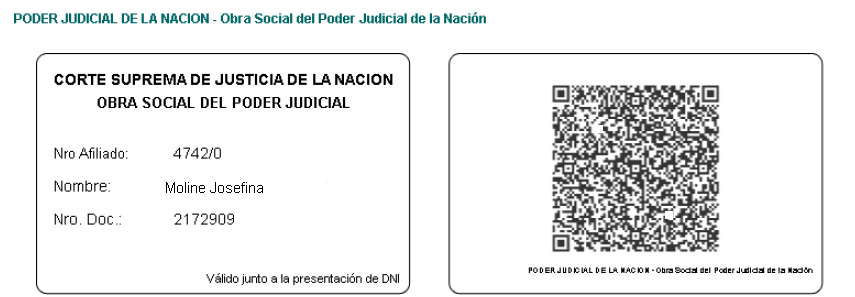 PODER JUDICIAL DE LA NACION - Obra Social del Poder Judicial de la Nación
CORTE SUPREMA DE JUSTICIA DE LA NACION
OBRA SOCIAL DEL PODER JUDICIAL
Nro Afiliado: 4742/0
Nombre: Moline Josefina
Nro. Doc.: 2172909
Válido junto a la presentación de DNI
PODER JUDICIAL DE LA NACION - Obra Social del Poder Judicial de la Nación